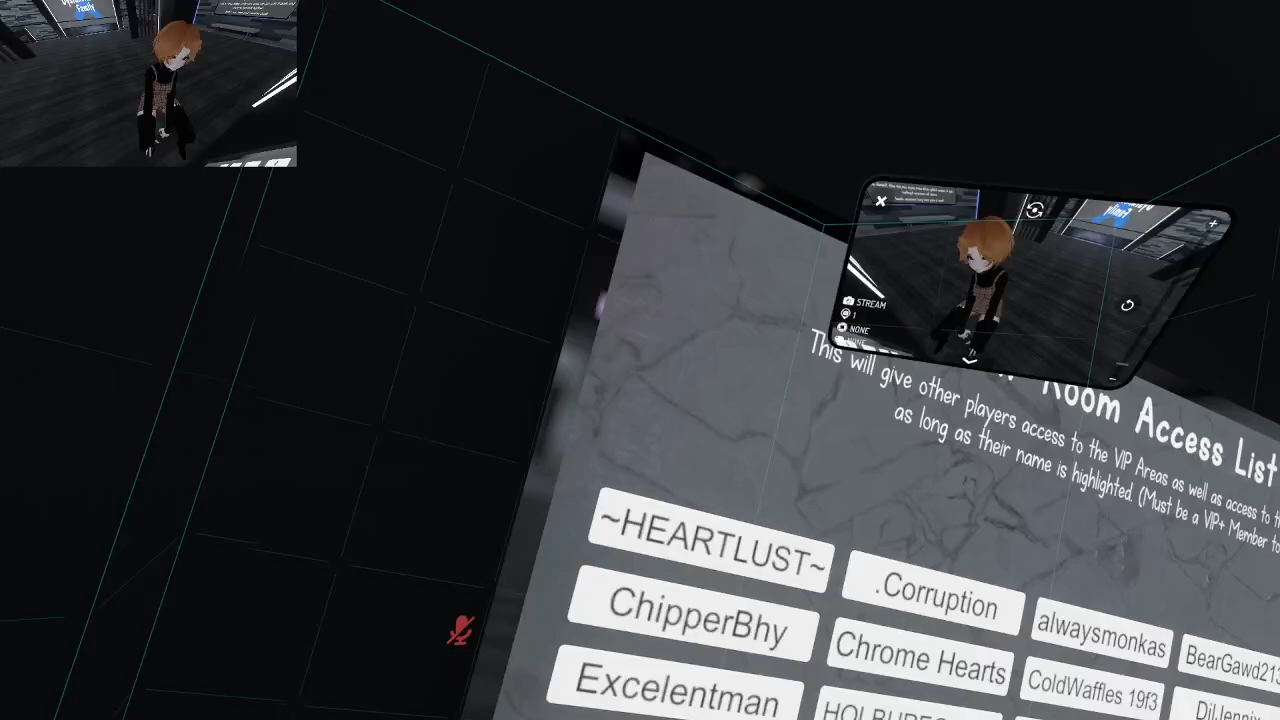 STREAM
1
NONE
NONE
Room Access List
This will give other players access to the VIP Areas as well as access to
as long as their name is highlighted. (Must be a VIP+ Member to
~HEARTLUST~
.Corruption
alwaysmonkas
BearGawd213
ChipperBhy
Chrome Hearts
ColdWaffles 19f3
Excelentman